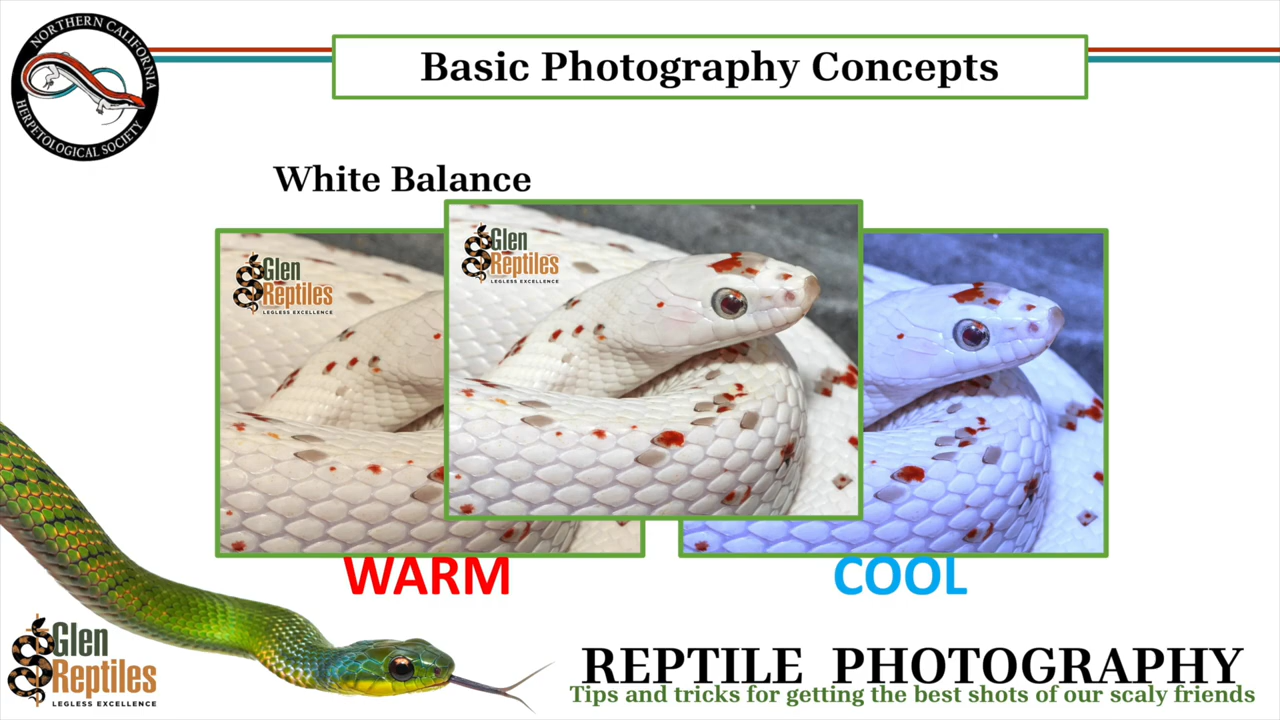 NORTHERN CALIFORNIA
HERPETOLOGICAL SOCIETY
Basic Photography Concepts
White Balance
Glen
Reptiles
LEGLESS EXCELLENCE
Glen
Reptiles
LEGLESS EXCELLENCE
WARM
COOL
Glen
Reptiles
LEGLESS EXCELLENCE
REPTILE PHOTOGRAPHY
Tips and tricks for getting the best shots of our scaly friends